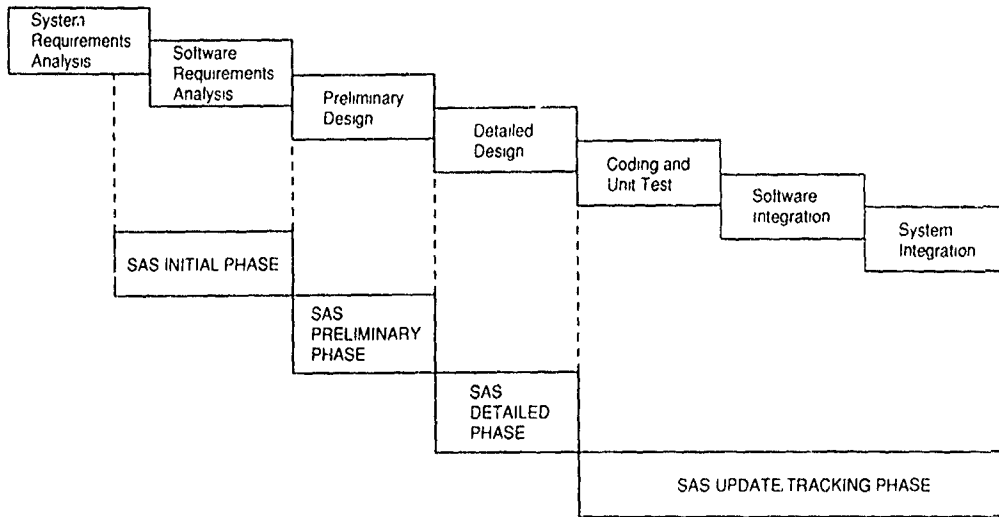 System
Requirements
Analysis
Software
Requirements
Analysis
Preliminary
Design
Detailed
Design
Coding and
Unit Test
Software
Integration
System
Integration
SAS INITIAL PHASE
SAS
PRELIMINARY
PHASE
SAS
DETAILED
PHASE
SAS UPDATE, TRACKING PHASE